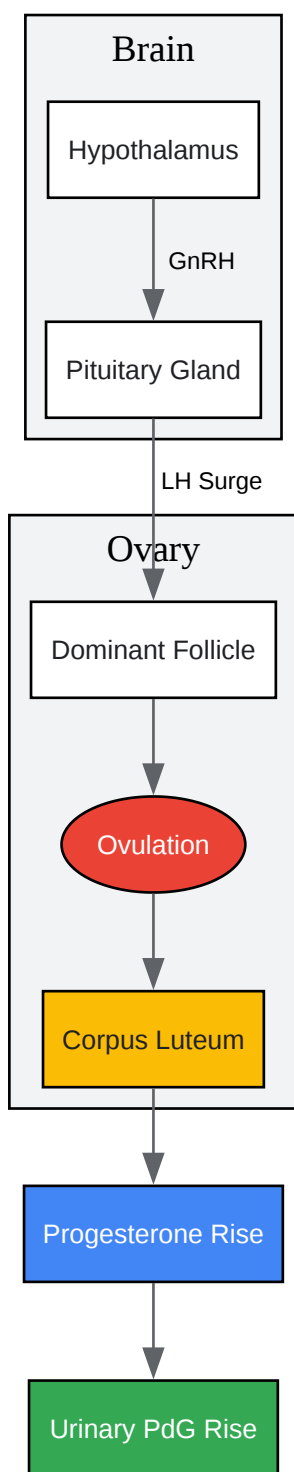 Brain
Hypothalamus
GnRH
Pituitary Gland
LH Surge
Ovary
Dominant Follicle
Ovulation
Corpus Luteum
Progesterone Rise
Urinary PdG Rise